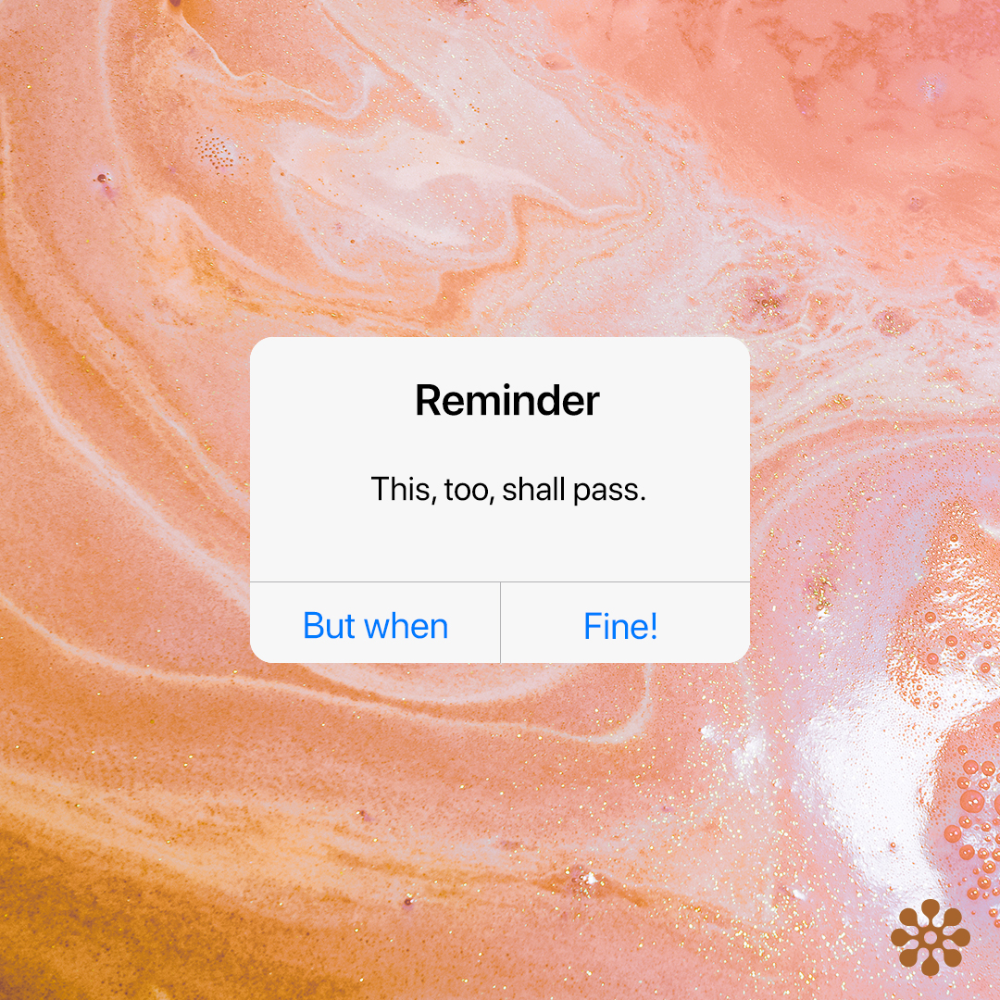 Reminder
This, too, shall pass.
But when
Fine!